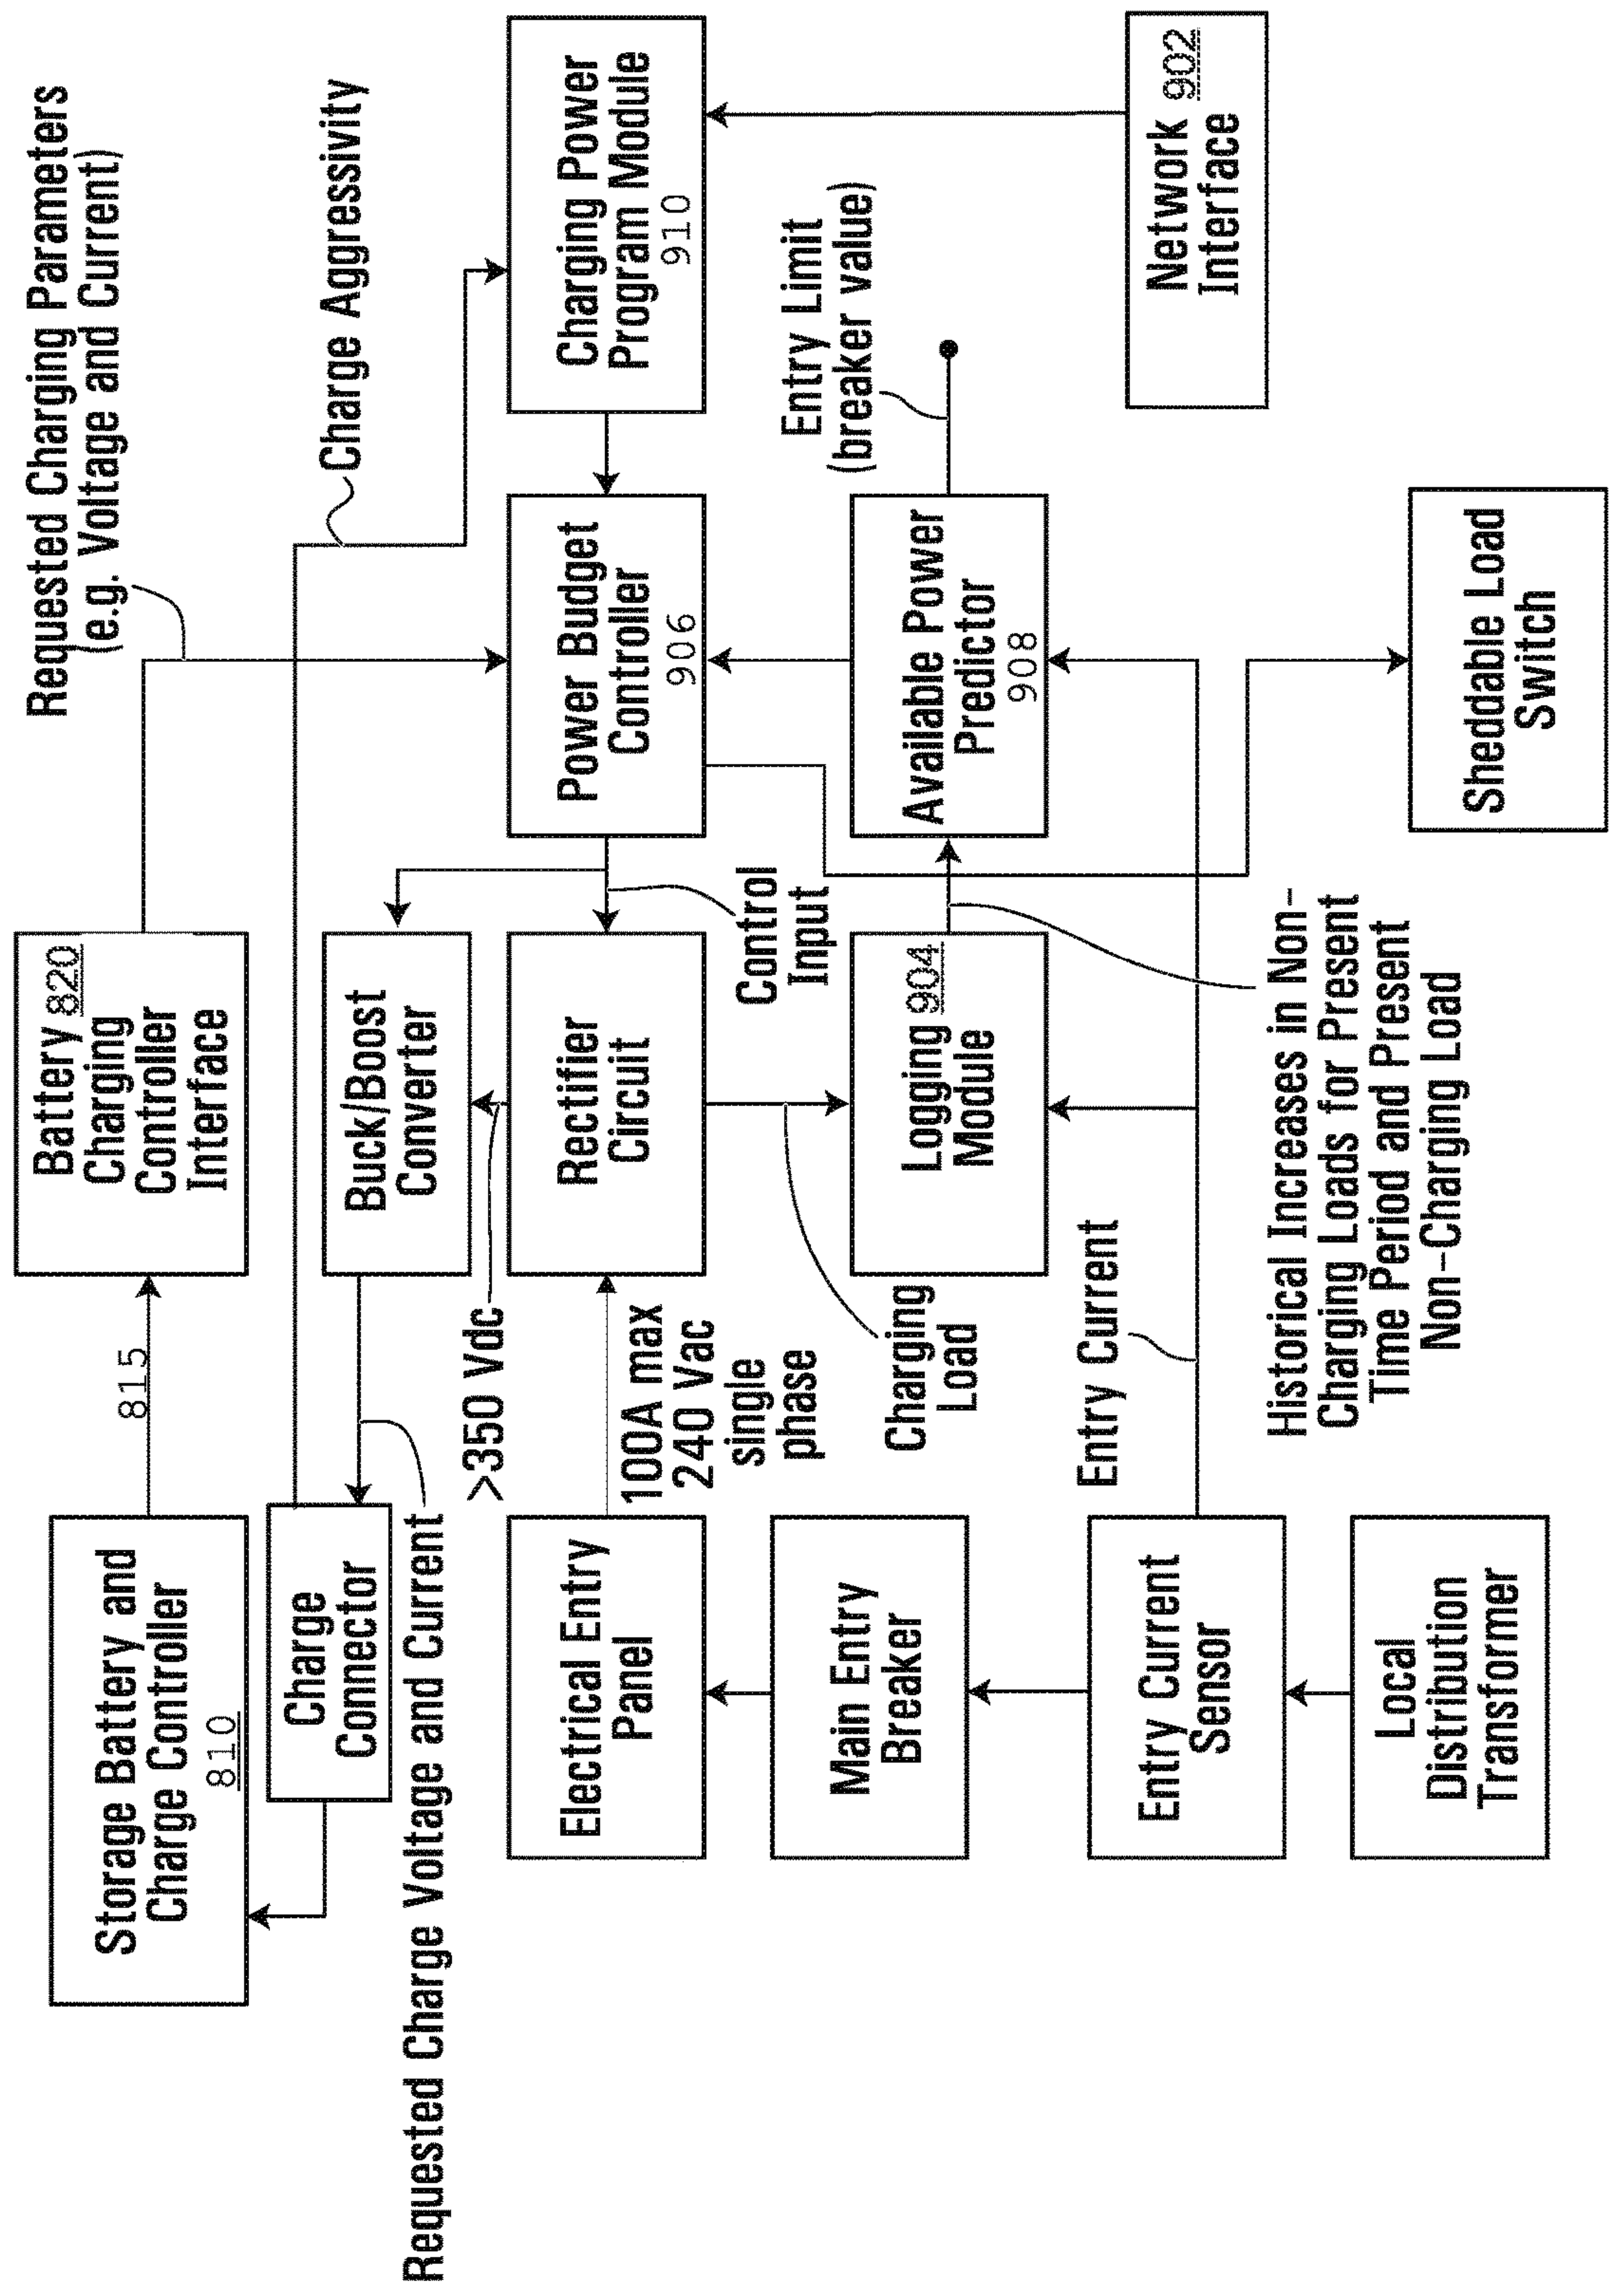 Storage Battery and
Charge Controller
810
815
Battery 820
Charging
Controller
Interface
Requested Charging Parameters
(e.g. Voltage and Current)
Charge
Connector
Charge Aggressivity
Requested Charge Voltage and Current
Buck/Boost
Converter
>350 Vdc
Electrical Entry
Panel
100A max
240 Vac
single
phase
Rectifier
Circuit
Control
Input
Power Budget
Controller
906
Charging Power
Program Module
910
Main Entry
Breaker
Charging
Load
Logging 904
Module
Available Power
Predictor
908
Entry Limit
(breaker value)
Entry Current
Sensor
Entry Current
Network 902
Interface
Historical Increases in Non-
Charging Loads for Present
Time Period and Present
Non-Charging Load
Local
Distribution
Transformer
Sheddable Load
Switch